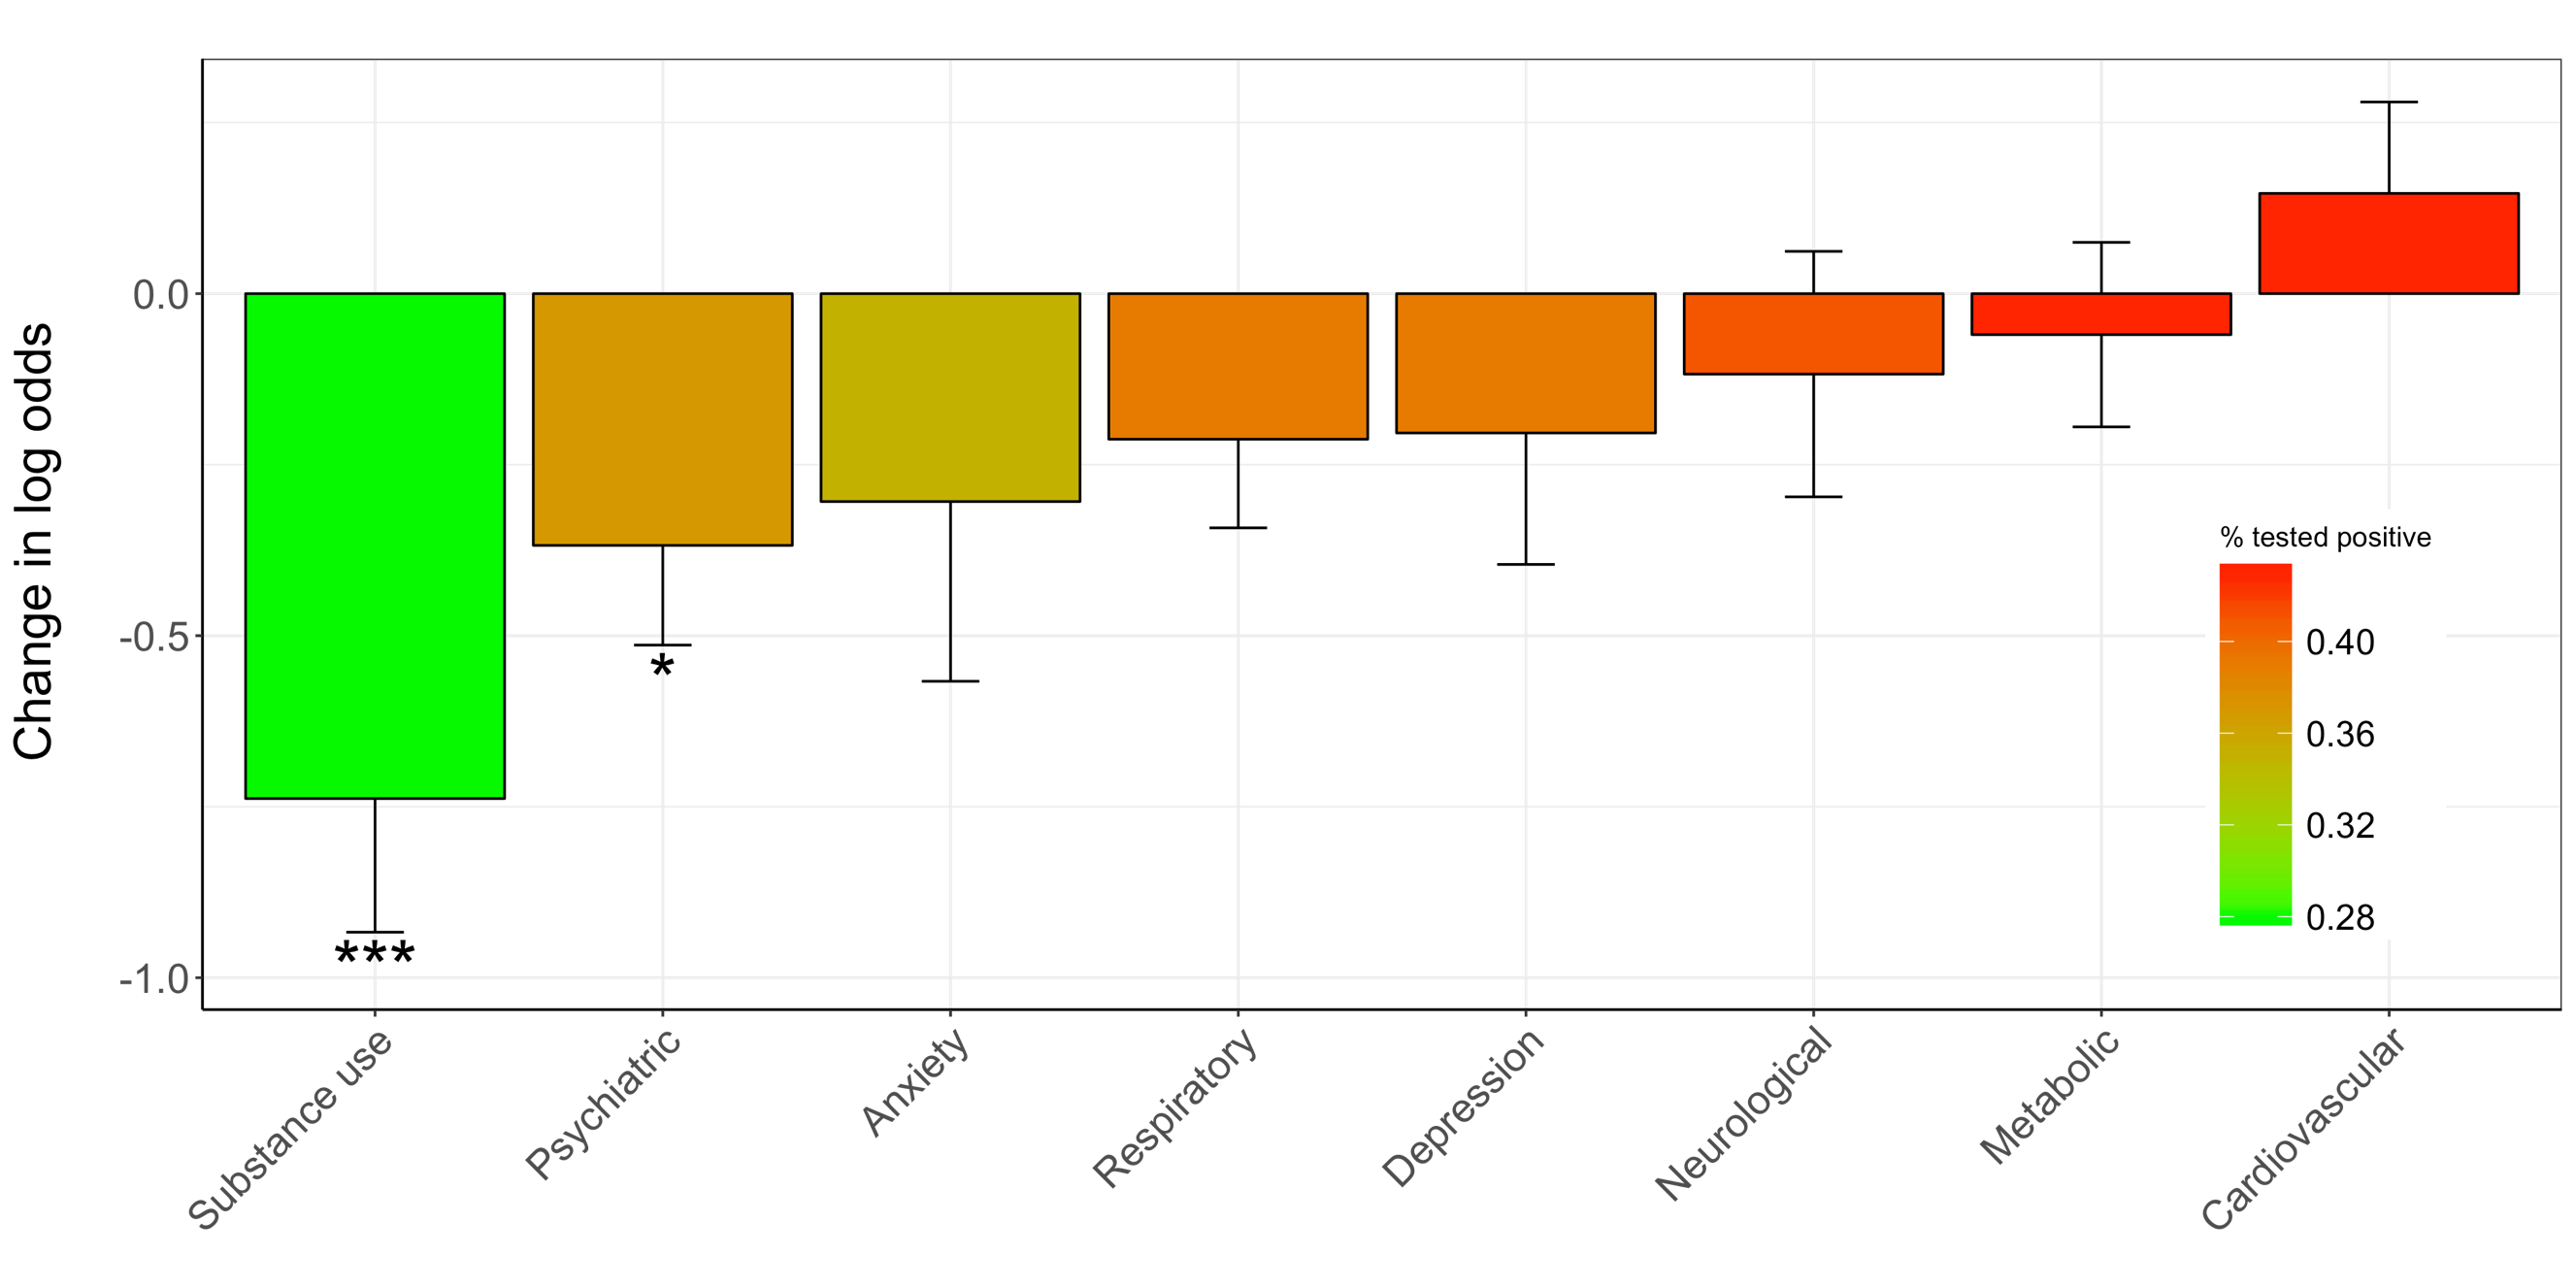 Change in log odds
0.0
-0.5
-1.0
*
***
% tested positive
0.40
0.36
0.32
0.28
Substance use
Psychiatric
Anxiety
Respiratory
Depression
Neurological
Metabolic
Cardiovascular